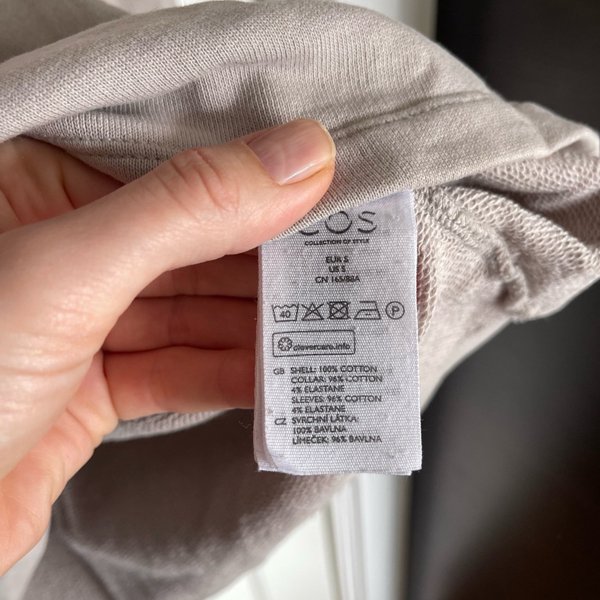 COS
COLLECTION OF STYLE
EUR S
US S
CN 165/88A
40 P
clevercare.info
GB SHELL: 100% COTTON
COLLAR: 96% COTTON
4% ELASTANE
SLEEVES: 96% COTTON
4% ELASTANE
CZ SVRCHNÍ LÁTKA:
100% BAVLNA
LÍMEČEK: 96% BAVLNA